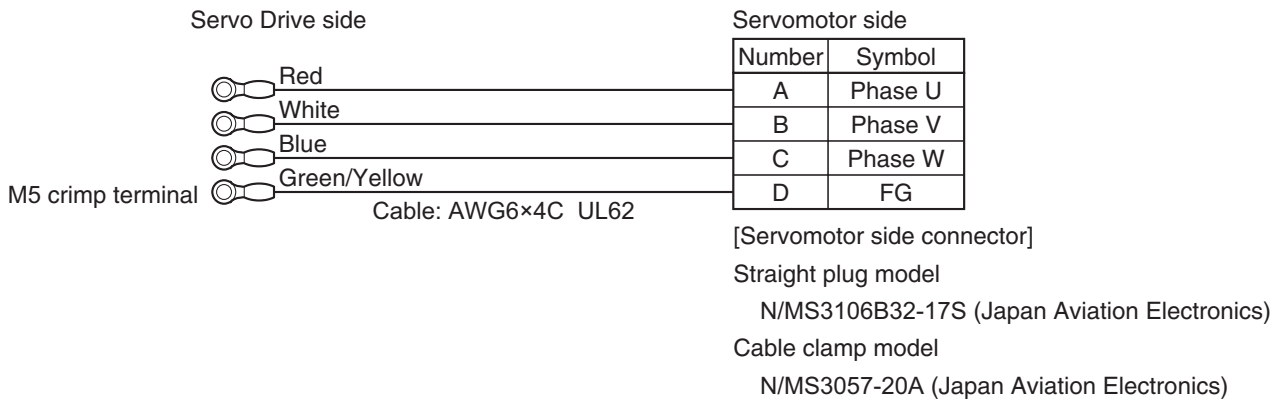 Servo Drive side
Servomotor side
Number Symbol
Red
A Phase U
White
B Phase V
Blue
C Phase W
Green/Yellow
M5 crimp terminal
D FG
Cable: AWG6×4C UL62
[Servomotor side connector]
Straight plug model
N/MS3106B32-17S (Japan Aviation Electronics)
Cable clamp model
N/MS3057-20A (Japan Aviation Electronics)